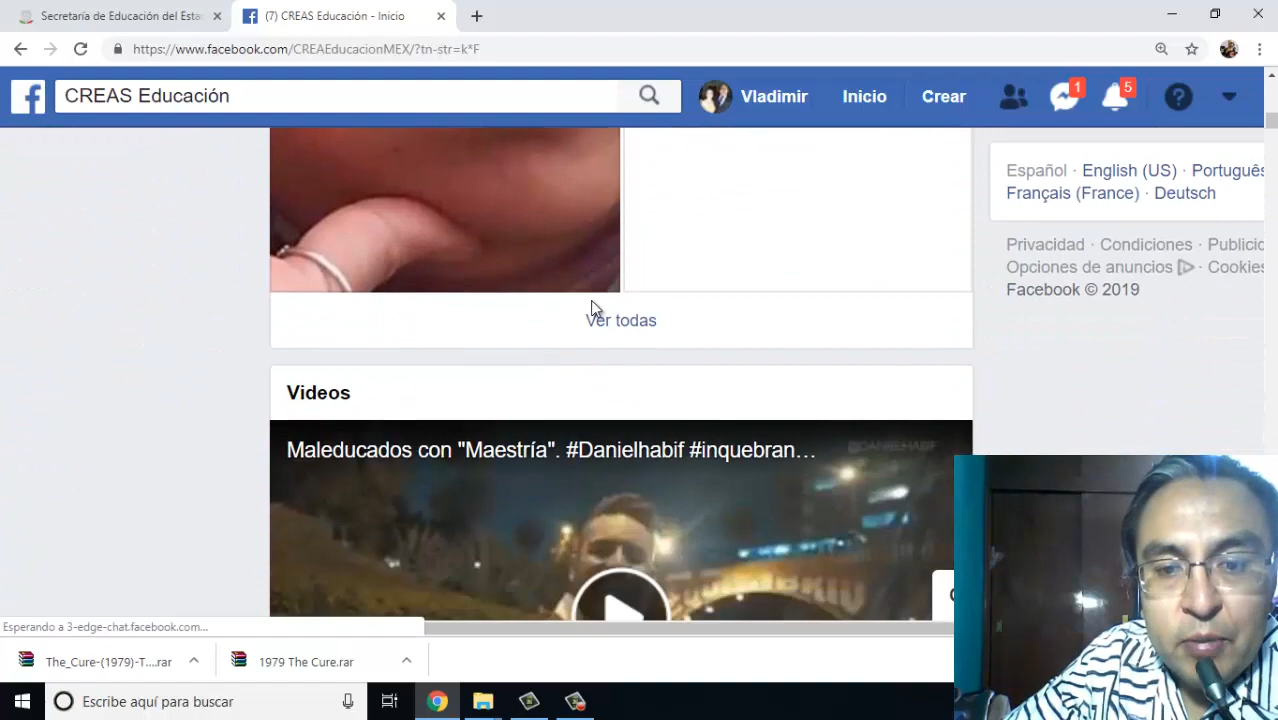 Secretaría de Educación del Esta
(7) CREAS Educación - Inicio
https://www.facebook.com/CREAEducacionMEX/?tn-str=k*F
CREAS Educación
Vladimir
Inicio
Crear
1
5
Español · English (US) · Português
Français (France) · Deutsch
Privacidad · Condiciones · Publici
Opciones de anuncios · Cookies
Facebook © 2019
Ver todas
Videos
Maleducados con "Maestría". #Danielhabif #inquebran…
@DANIELHABIF
Esperando a 3-edge-chat.facebook.com...
The_Cure-(1979)-T....rar
1979 The Cure.rar
Escribe aquí para buscar